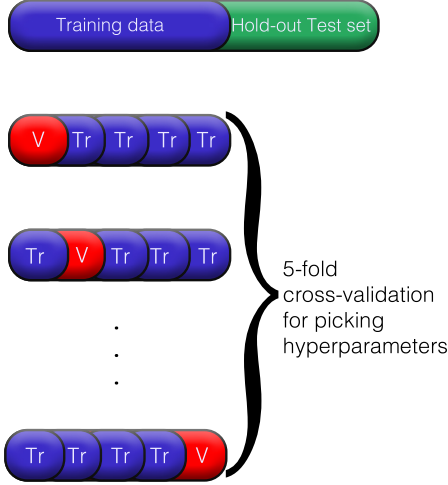 Training data Hold-out Test set
V Tr Tr Tr Tr
Tr V Tr Tr Tr
.
.
.
Tr Tr Tr Tr V
5-fold
cross-validation
for picking
hyperparameters